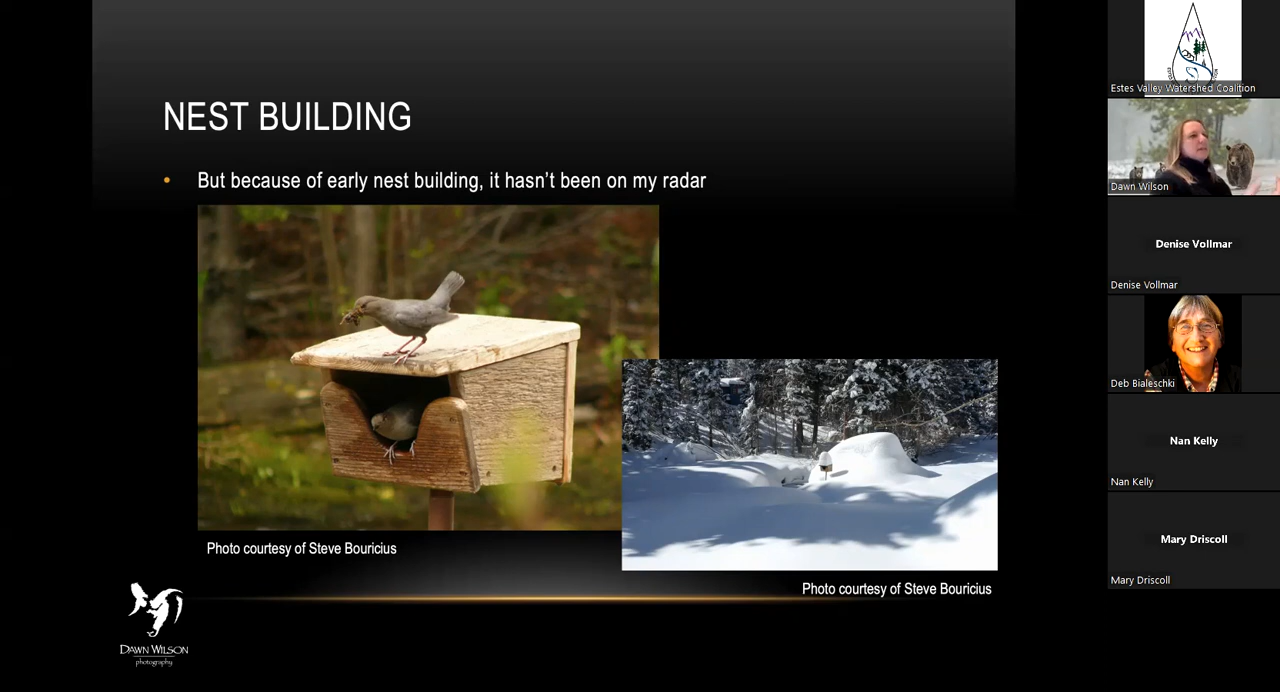 NEST BUILDING
• But because of early nest building, it hasn't been on my radar
Photo courtesy of Steve Bouricius
Photo courtesy of Steve Bouricius
DAWN WILSON
photography
Estes Valley Watershed Coalition
Dawn Wilson
Denise Vollmar
Denise Vollmar
Deb Bialeschki
Nan Kelly
Nan Kelly
Mary Driscoll
Mary Driscoll